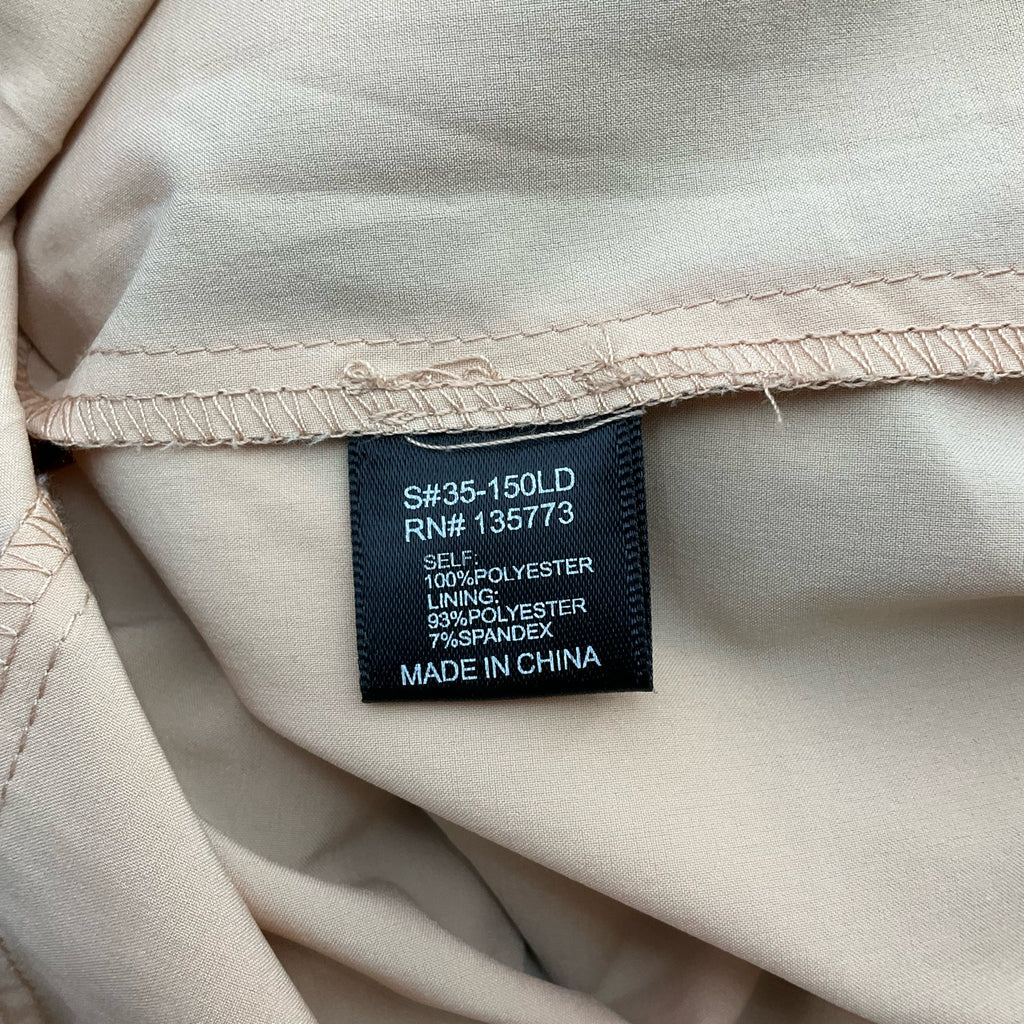 S#35-150LD
RN# 135773
SELF:
100%POLYESTER
LINING:
93%POLYESTER
7%SPANDEX
MADE IN CHINA